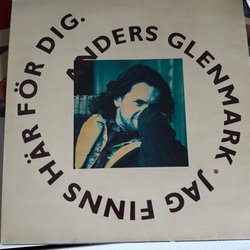 ANDERS GLENMARK · JAG FINNS HÄR FÖR DIG.